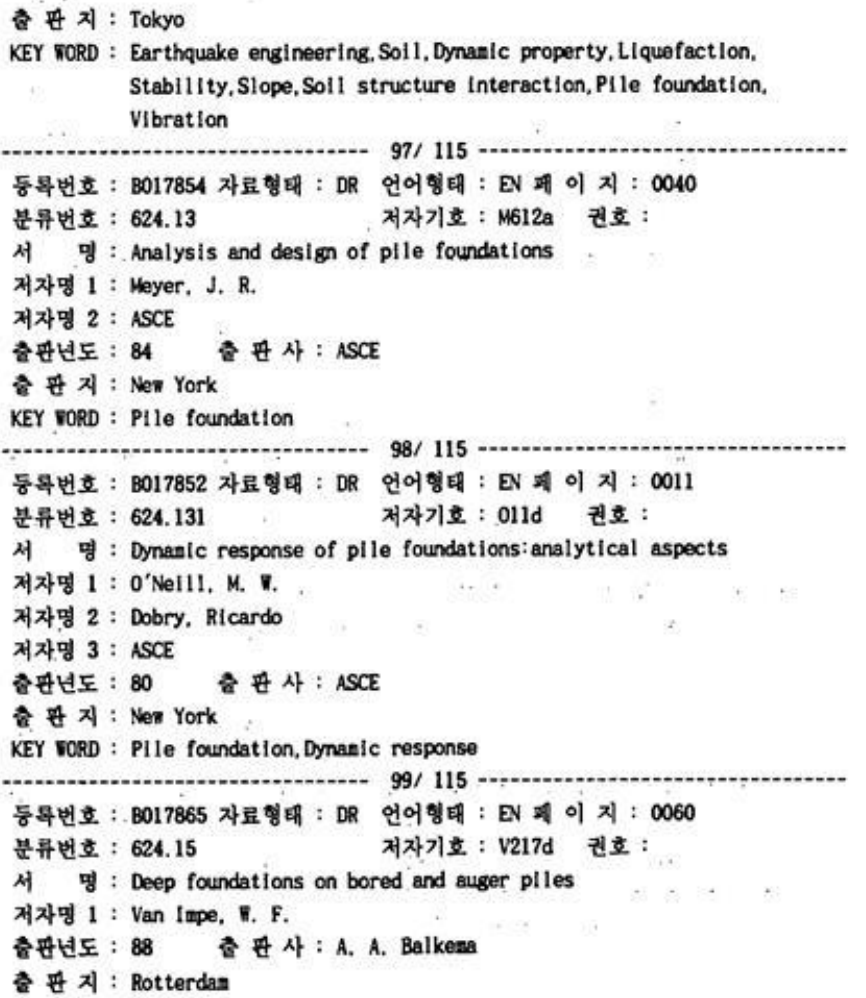 출 판 지 : Tokyo
KEY WORD : Earthquake engineering,Soil,Dynamic property,Liquefaction,
Stability,Slope,Soil structure interaction,Pile foundation,
Vibration
---------------------------------- 97/ 115 ----------------------------------
등록번호 : B017854 자료형태 : DR 언어형태 : EN 페 이 지 : 0040
분류번호 : 624.13 저자기호 : M612a 권호 :
서 명 : Analysis and design of pile foundations
저자명 1 : Meyer, J. R.
저자명 2 : ASCE
출판년도 : 84 출 판 사 : ASCE
출 판 지 : New York
KEY WORD : Pile foundation
---------------------------------- 98/ 115 ----------------------------------
등록번호 : B017852 자료형태 : DR 언어형태 : EN 페 이 지 : 0011
분류번호 : 624.131 저자기호 : O11d 권호 :
서 명 : Dynamic response of pile foundations:analytical aspects
저자명 1 : O'Neill, M. W.
저자명 2 : Dobry, Ricardo
저자명 3 : ASCE
출판년도 : 80 출 판 사 : ASCE
출 판 지 : New York
KEY WORD : Pile foundation,Dynamic response
---------------------------------- 99/ 115 ----------------------------------
등록번호 : B017865 자료형태 : DR 언어형태 : EN 페 이 지 : 0060
분류번호 : 624.15 저자기호 : V217d 권호 :
서 명 : Deep foundations on bored and auger piles
저자명 1 : Van Impe, W. F.
출판년도 : 88 출 판 사 : A. A. Balkema
출 판 지 : Rotterdam